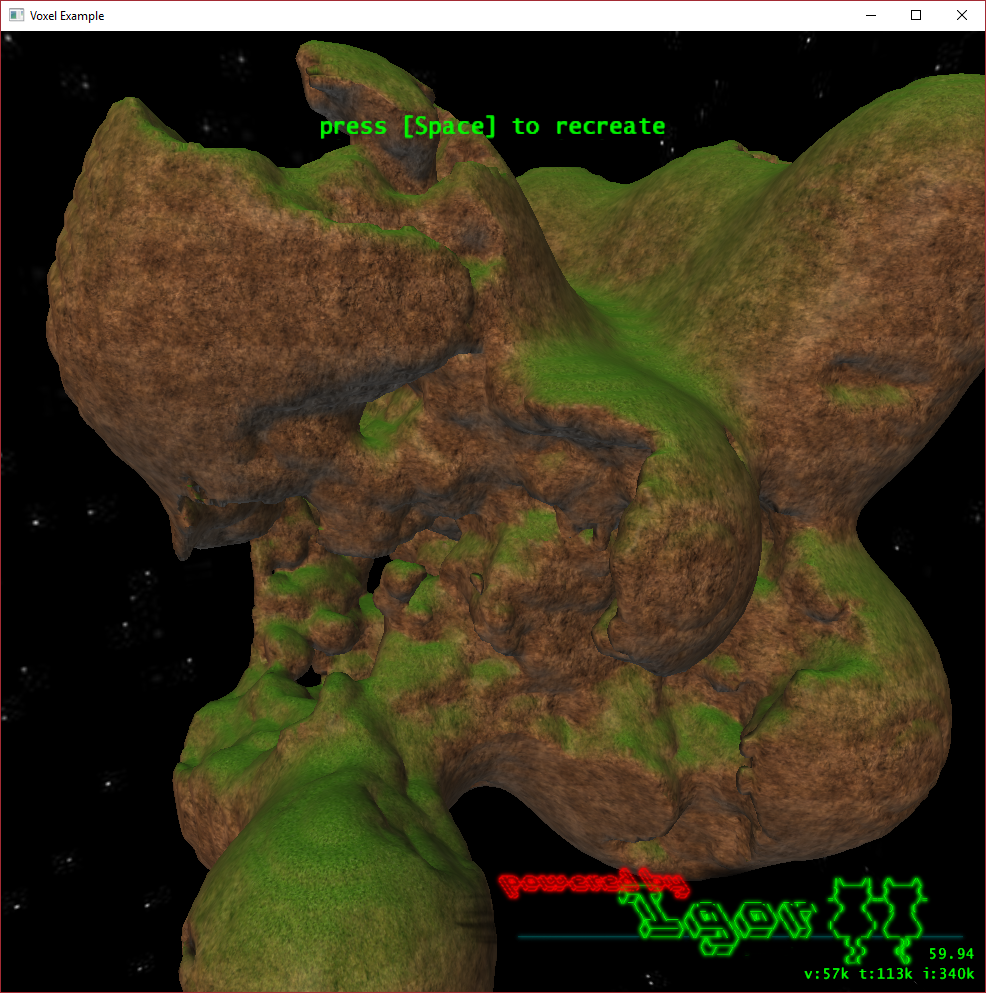 Voxel Example
press [Space] to recreate
powered by
Igor
59.94
v:57k t:113k i:340k